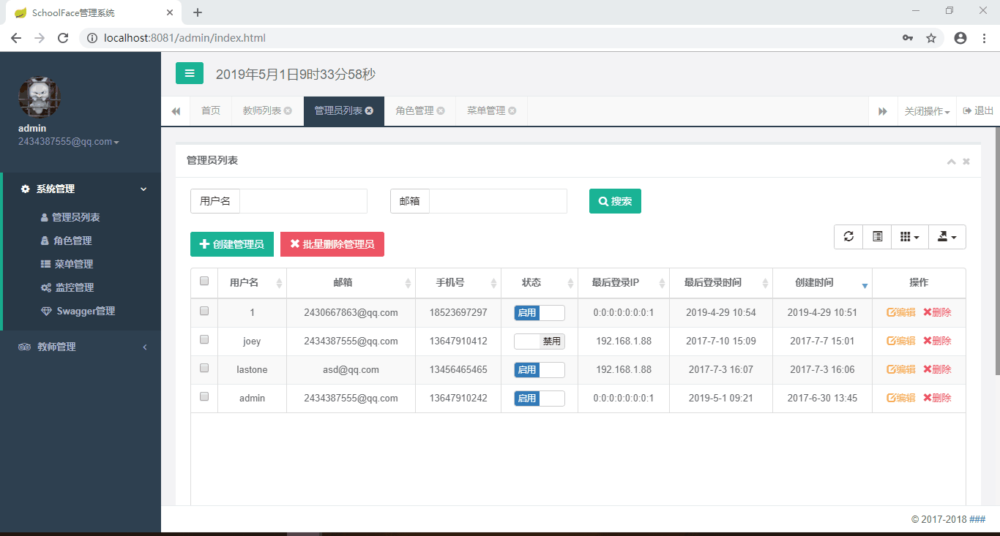 SchoolFace管理系统
localhost:8081/admin/index.html
2019年5月1日9时33分58秒
admin
2434387555@qq.com
首页 教师列表 管理员列表 角色管理 菜单管理 关闭操作 退出
系统管理
管理员列表
角色管理
菜单管理
监控管理
Swagger管理
教师管理
管理员列表
用户名 邮箱 搜索
创建管理员 批量删除管理员
用户名 邮箱 手机号 状态 最后登录IP 最后登录时间 创建时间 操作
1 2430667863@qq.com 18523697297 启用 0:0:0:0:0:0:0:1 2019-4-29 10:54 2019-4-29 10:51 编辑 删除
joey 2434387555@qq.com 13647910412 禁用 192.168.1.88 2017-7-10 15:09 2017-7-7 15:01 编辑 删除
lastone asd@qq.com 13456465465 启用 192.168.1.88 2017-7-3 16:07 2017-7-3 16:06 编辑 删除
admin 2434387555@qq.com 13647910242 启用 0:0:0:0:0:0:0:1 2019-5-1 09:21 2017-6-30 13:45 编辑 删除
© 2017-2018 ###